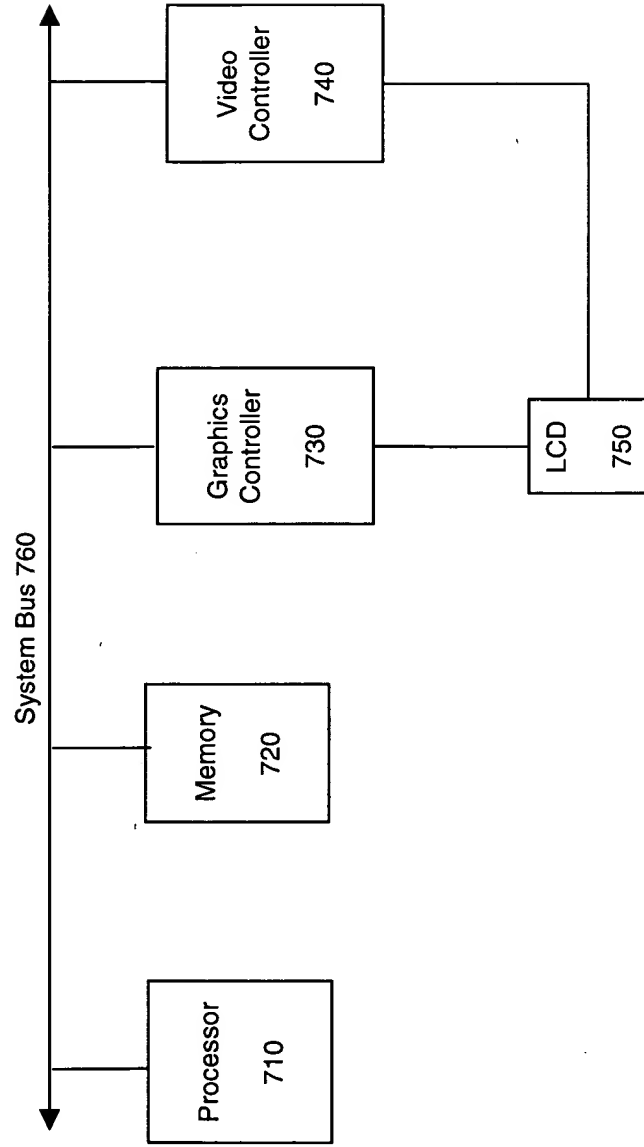 System Bus 760
Processor
710
Memory
720
Graphics
Controller
730
Video
Controller
740
LCD
750